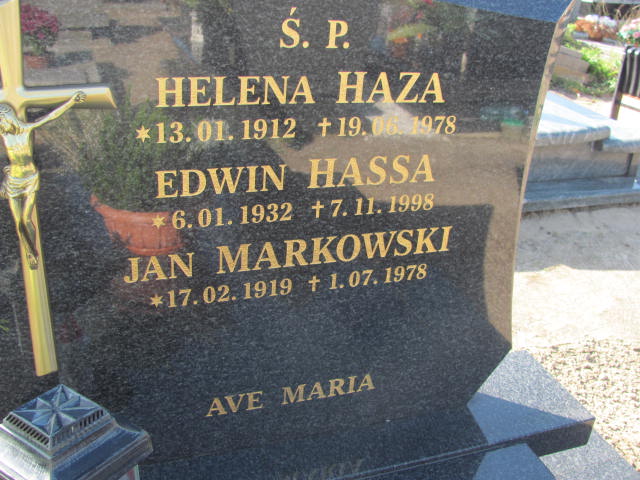 Ś. P.
HELENA HAZA
✶13.01.1912 †19.06.1978
EDWIN HASSA
✶6.01.1932 †7.11.1998
JAN MARKOWSKI
✶17.02.1919 †1.07.1978
AVE MARIA